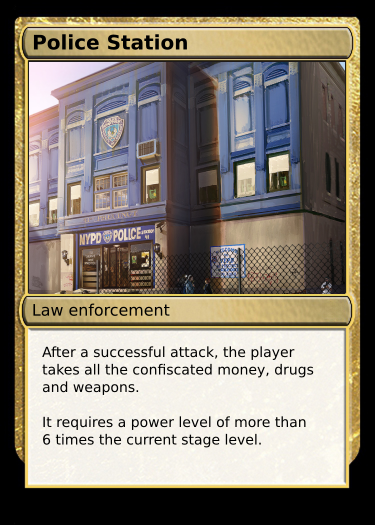 Police Station
NYPD POLICE
Law enforcement
After a successful attack, the player
takes all the confiscated money, drugs
and weapons.
It requires a power level of more than
6 times the current stage level.